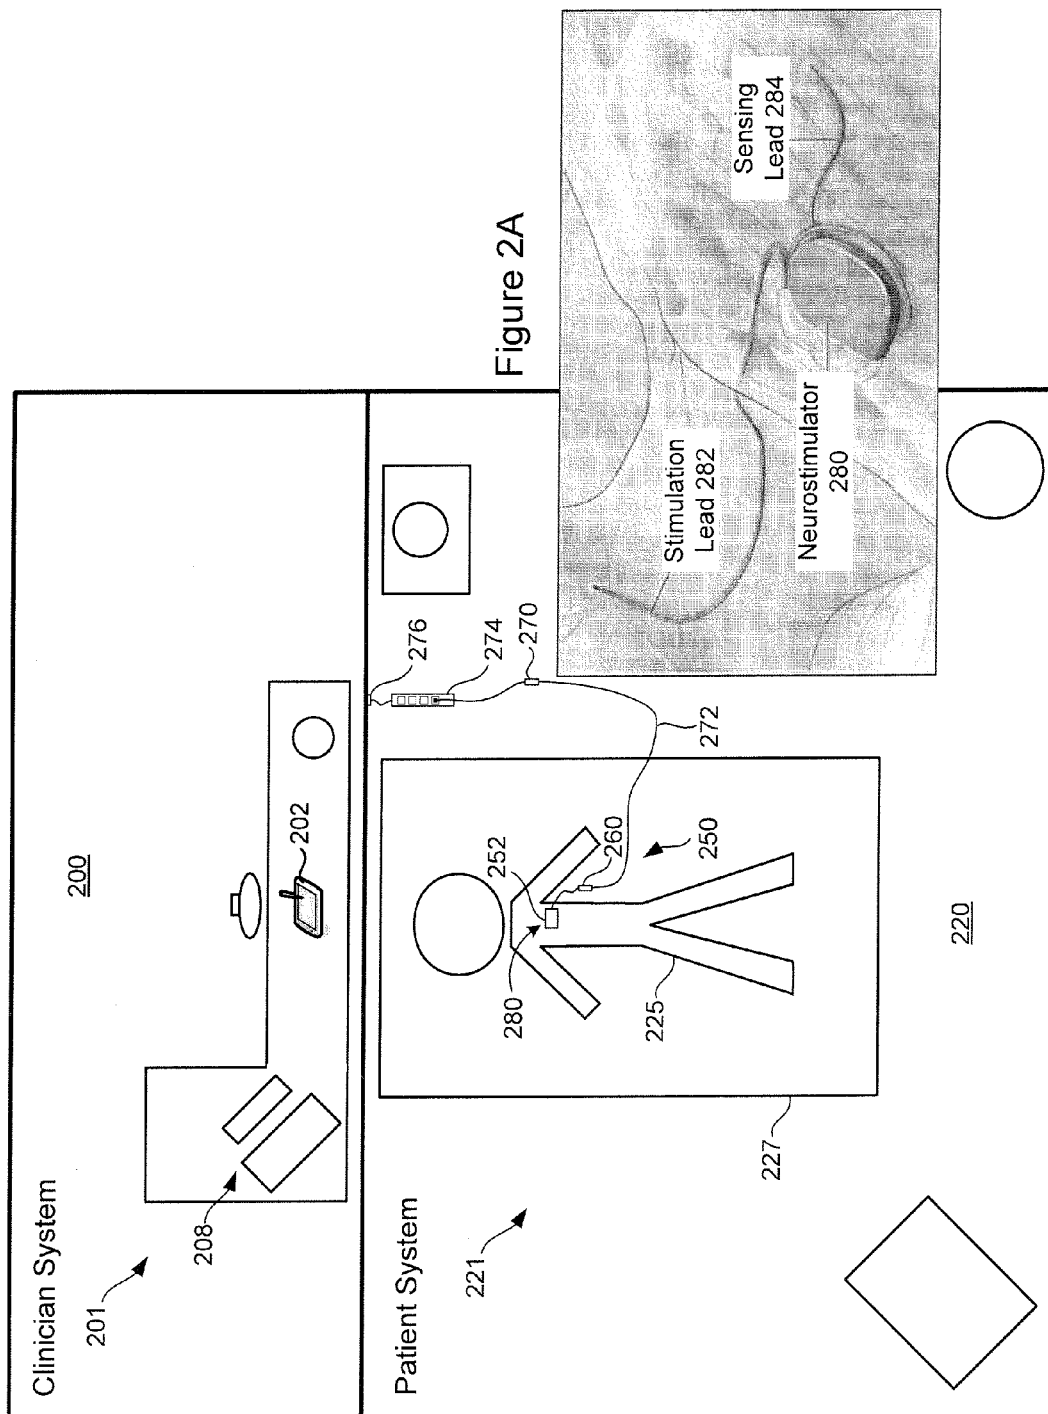 Clinician System
201
208
200
202
Patient System
221
227
225
280
252
260
250
220
272
270
274
276
Figure 2A
Stimulation
Lead 282
Neurostimulator
280
Sensing
Lead 284